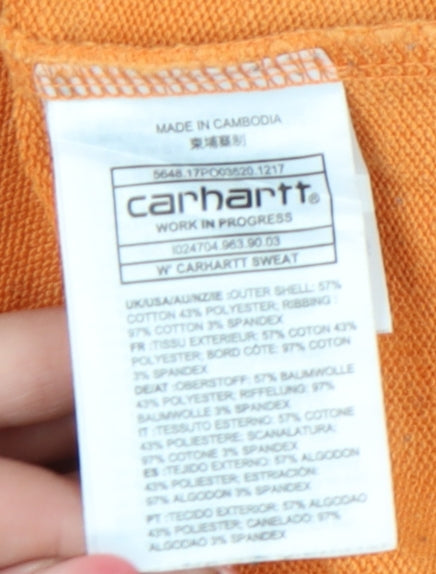 MADE IN CAMBODIA
柬埔寨制
5648.17PO03620.1217
carhartt®
WORK IN PROGRESS
I024704.963.90.03
W' CARHARTT SWEAT
UK/USA/AU/NZ/IE :OUTER SHELL: 57%
COTTON 43% POLYESTER; RIBBING :
97% COTTON 3% SPANDEX
FR :TISSU EXTERIEUR: 57% COTON 43%
POLYESTER; BORD CÔTE: 97% COTON
3% SPANDEX
DE/AT :OBERSTOFF: 57% BAUMWOLLE
43% POLYESTER; RIFFELUNG: 97%
BAUMWOLLE 3% SPANDEX
IT :TESSUTO ESTERNO: 57% COTONE
43% POLIESTERE; SCANALATURA:
97% COTONE 3% SPANDEX
ES :TEJIDO EXTERNO: 57% ALGODON
43% POLIESTER; ESTRIACIÓN:
97% ALGODON 3% SPANDEX
PT :TECIDO EXTERIOR: 57% ALGODAO
43% POLIESTER; CANELADO: 97%
ALGODAO 3% SPANDEX